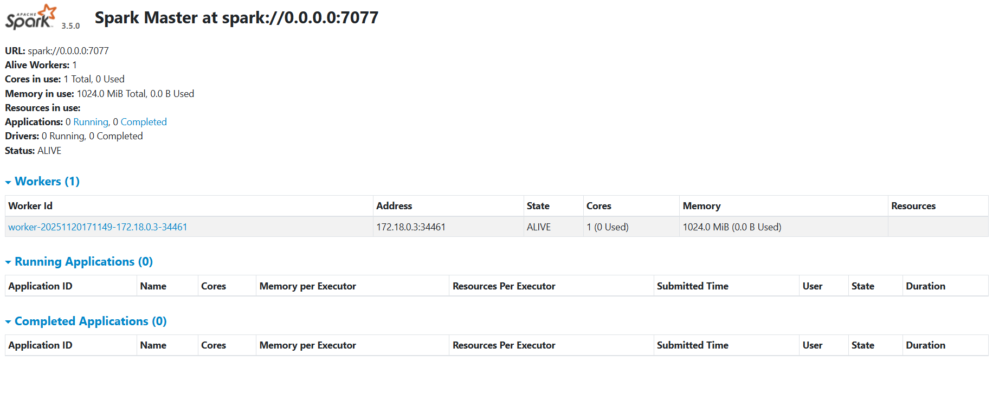 APACHE
Spark 3.5.0 Spark Master at spark://0.0.0.0:7077
URL: spark://0.0.0.0:7077
Alive Workers: 1
Cores in use: 1 Total, 0 Used
Memory in use: 1024.0 MiB Total, 0.0 B Used
Resources in use:
Applications: 0 Running, 0 Completed
Drivers: 0 Running, 0 Completed
Status: ALIVE
Workers (1)
Worker Id Address State Cores Memory Resources
worker-20251120171149-172.18.0.3-34461 172.18.0.3:34461 ALIVE 1 (0 Used) 1024.0 MiB (0.0 B Used)
Running Applications (0)
Application ID Name Cores Memory per Executor Resources Per Executor Submitted Time User State Duration
Completed Applications (0)
Application ID Name Cores Memory per Executor Resources Per Executor Submitted Time User State Duration